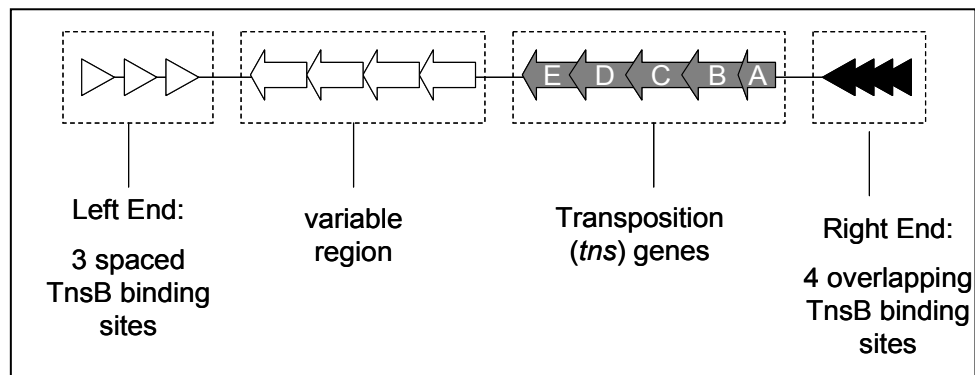 E D C B A
Left End:
3 spaced
TnsB binding
sites
variable
region
Transposition
(tns) genes
Right End:
4 overlapping
TnsB binding
sites